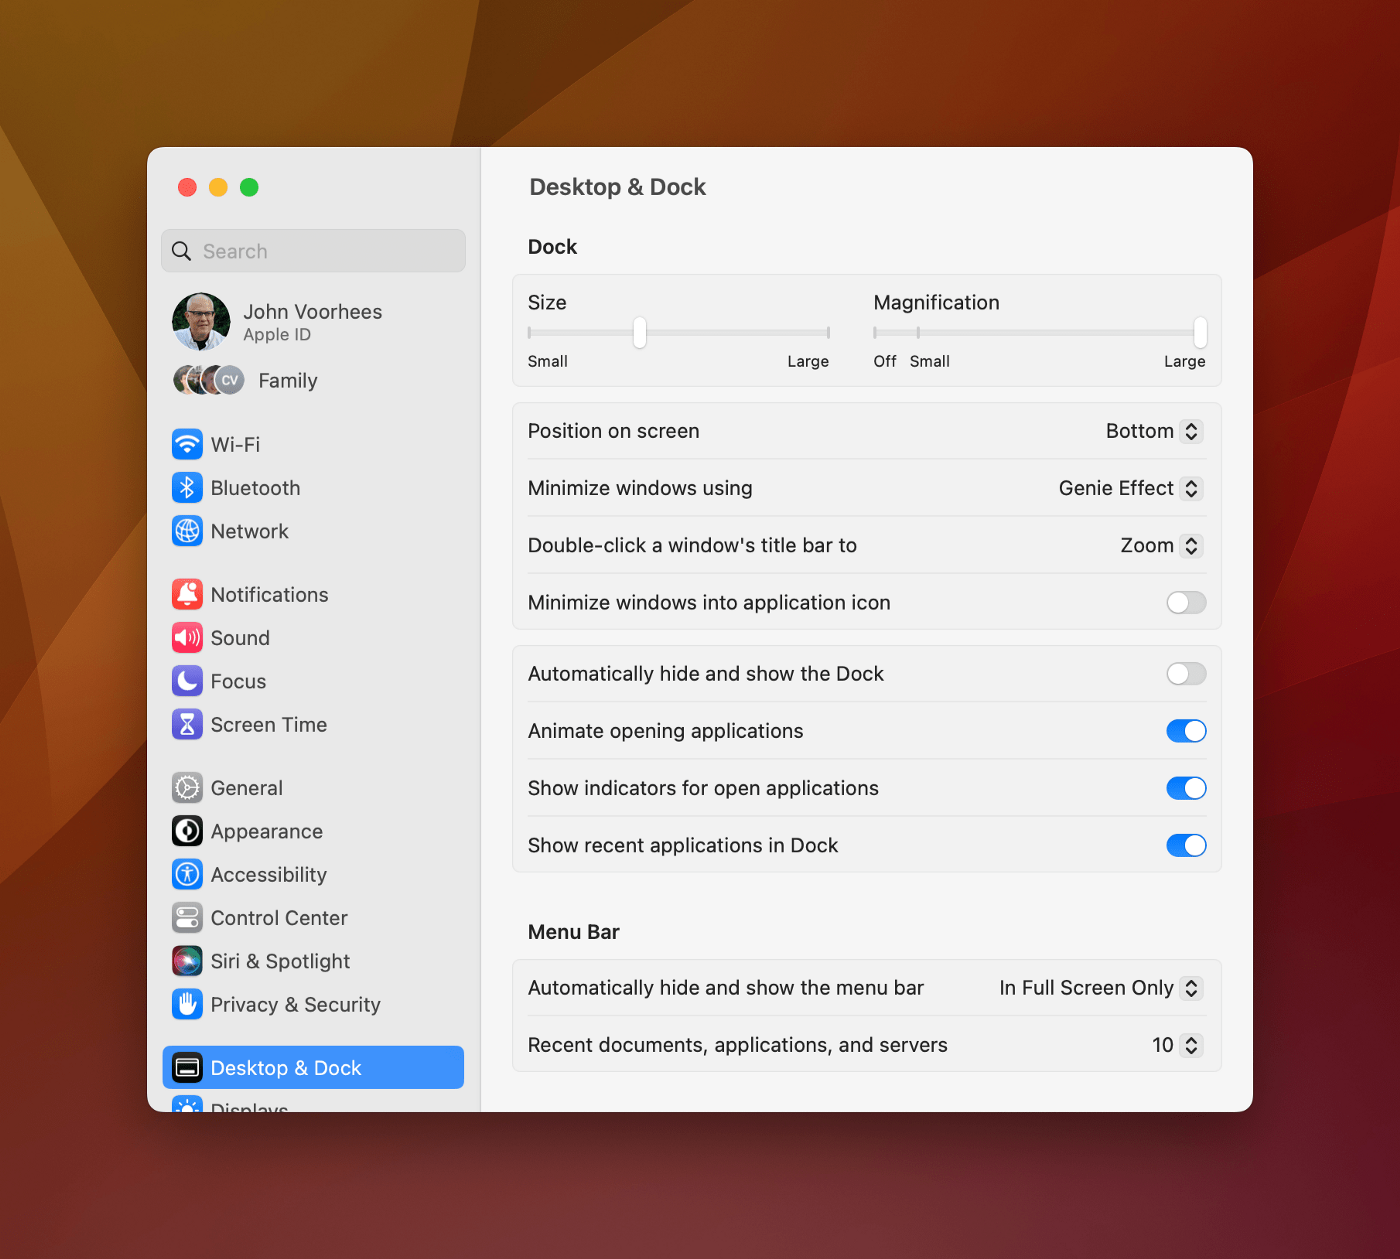 Search
John Voorhees
Apple ID
CV
Family
Wi-Fi
Bluetooth
Network
Notifications
Sound
Focus
Screen Time
General
Appearance
Accessibility
Control Center
Siri & Spotlight
Privacy & Security
Desktop & Dock
Displays
Desktop & Dock
Dock
Size
Small Large
Magnification
Off Small Large
Position on screen Bottom
Minimize windows using Genie Effect
Double-click a window's title bar to Zoom
Minimize windows into application icon
Automatically hide and show the Dock
Animate opening applications
Show indicators for open applications
Show recent applications in Dock
Menu Bar
Automatically hide and show the menu bar In Full Screen Only
Recent documents, applications, and servers 10